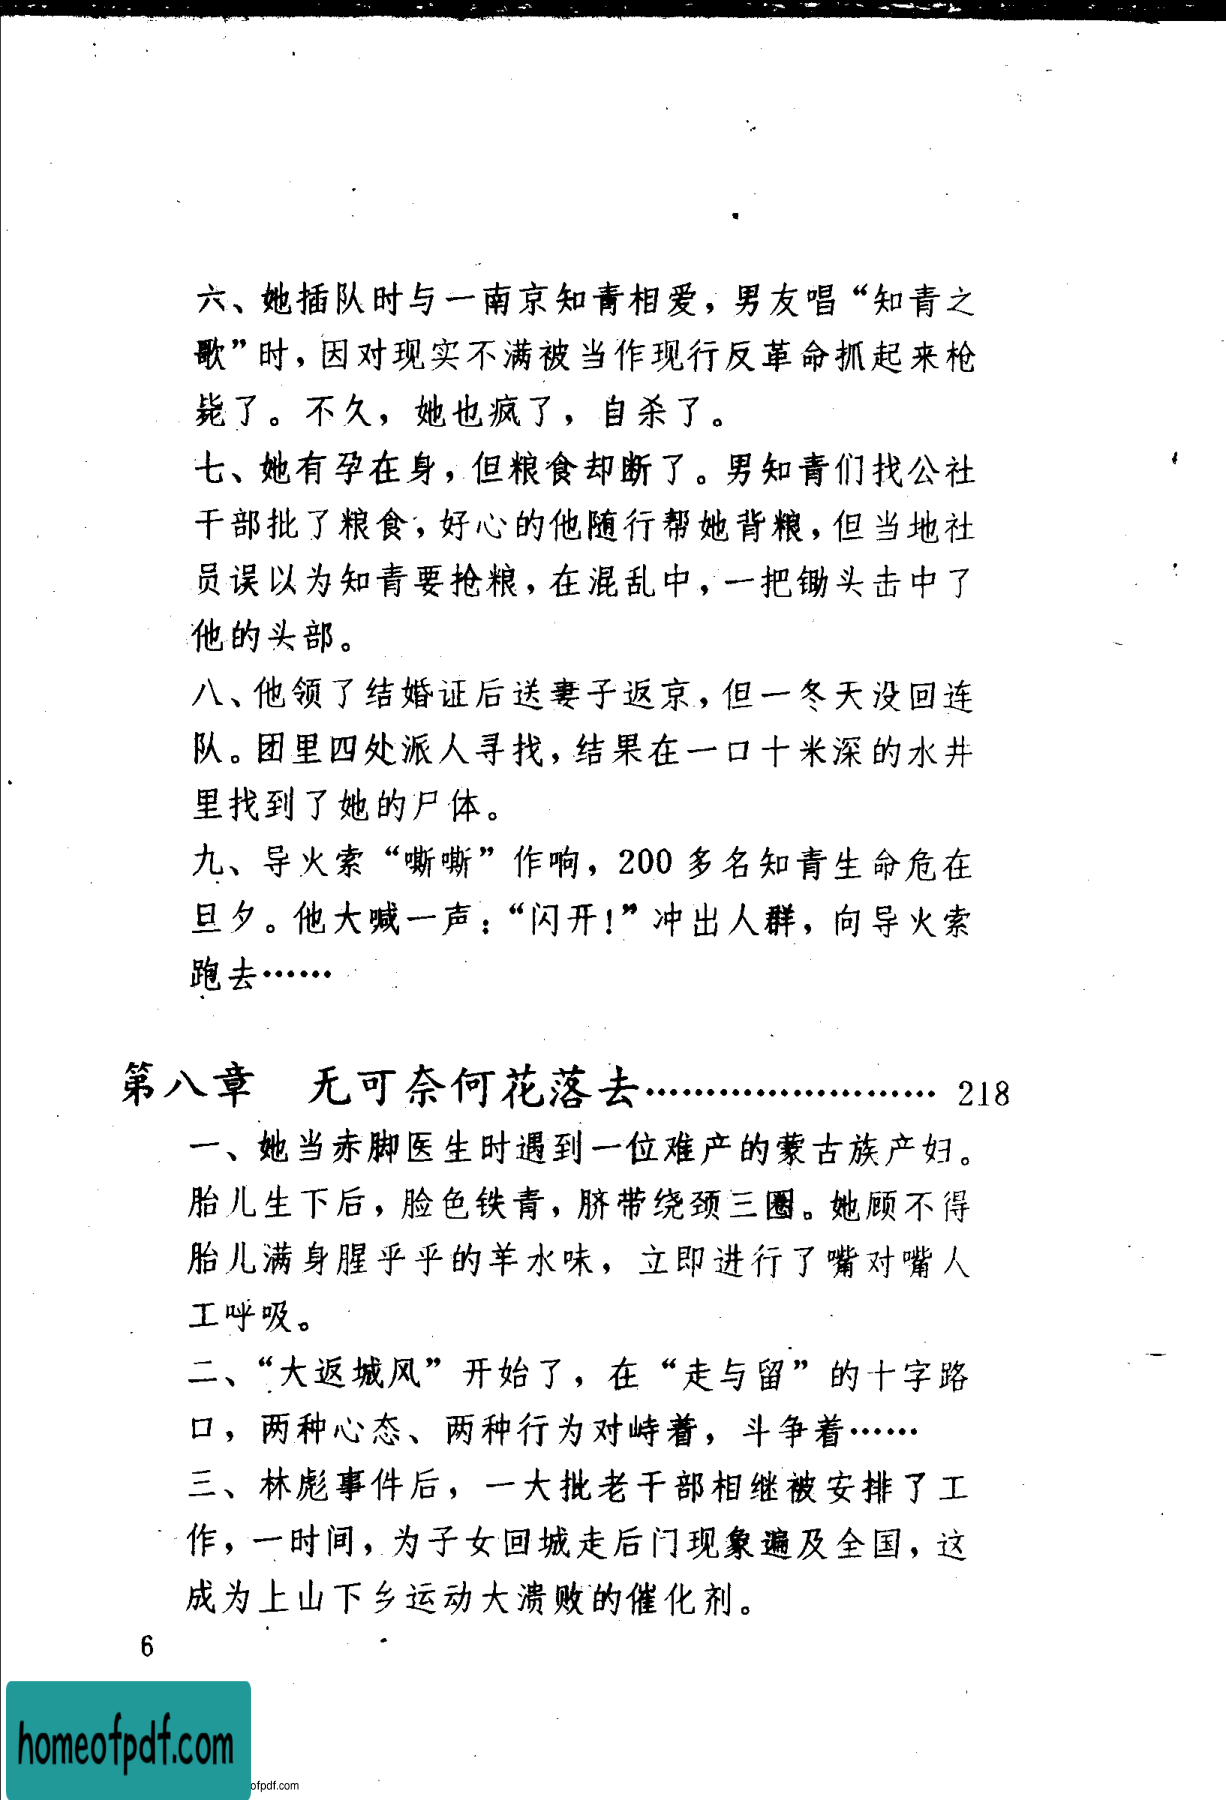 六、她插队时与一南京知青相爱，男友唱“知青之
歌”时，因对现实不满被当作现行反革命抓起来枪
毙了。不久，她也疯了，自杀了。
七、她有孕在身，但粮食却断了。男知青们找公社
干部批了粮食，好心的他随行帮她背粮，但当地社
员误以为知青要抢粮，在混乱中，一把锄头击中了
他的头部。
八、他领了结婚证后送妻子返京，但一冬天没回连
队。团里四处派人寻找，结果在一口十米深的水井
里找到了她的尸体。
九、导火索“嘶嘶”作响，200多名知青生命危在
旦夕。他大喊一声：“闪开！”冲出人群，向导火索
跑去……
第八章 无可奈何花落去…………………… 218
一、她当赤脚医生时遇到一位难产的蒙古族产妇。
胎儿生下后，脸色铁青，脐带绕颈三圈。她顾不得
胎儿满身腥乎乎的羊水味，立即进行了嘴对嘴人
工呼吸。
二、“大返城风”开始了，在“走与留”的十字路
口，两种心态、两种行为对峙着，斗争着……
三、林彪事件后，一大批老干部相继被安排了工
作，一时间，为子女回城走后门现象遍及全国，这
成为上山下乡运动大溃败的催化剂。
6
homeofpdf.com
ofpdf.com